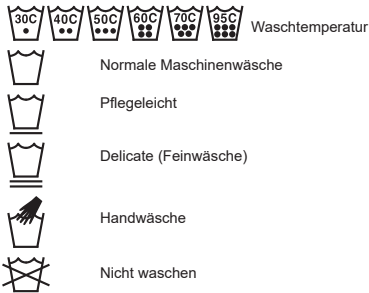 30C 40C 50C 60C 70C 95C Waschtemperatur
Normale Maschinenwäsche
Pflegeleicht
Delicate (Feinwäsche)
Handwäsche
Nicht waschen